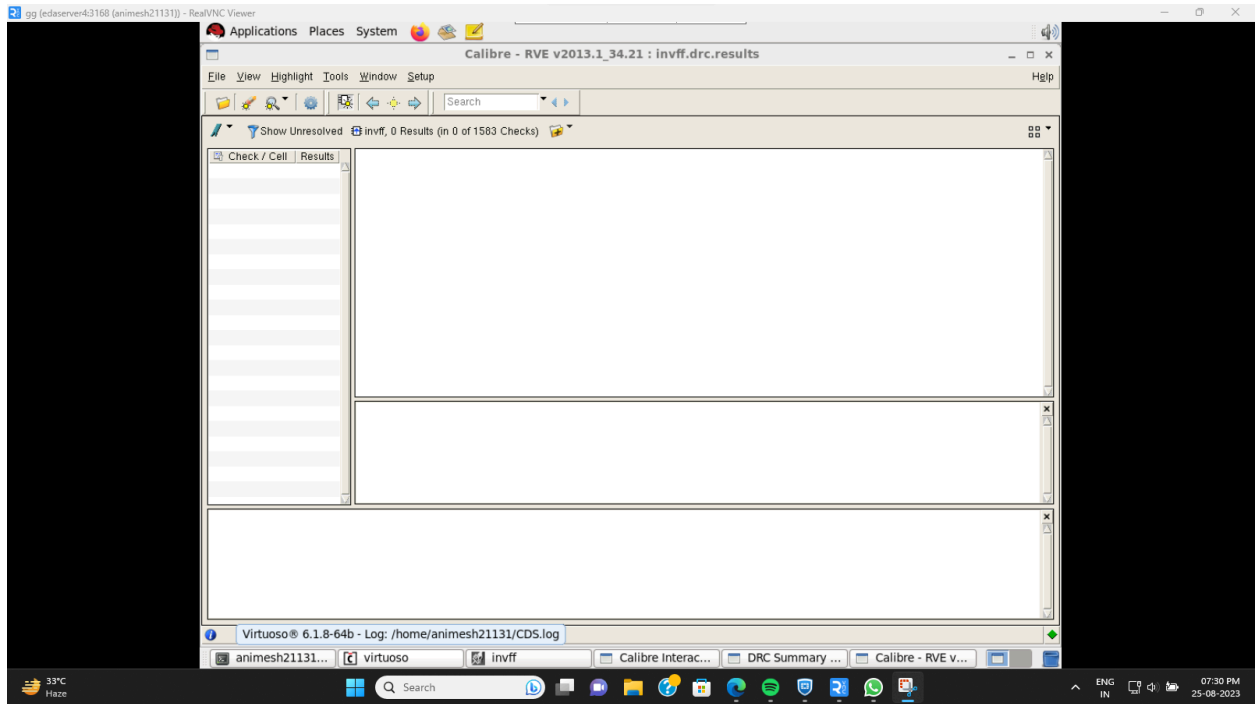 gg (edaserver4:3168 (animesh21131)) - RealVNC Viewer
Applications Places System
Calibre - RVE v2013.1_34.21 : invff.drc.results
File View Highlight Tools Window Setup Help
Search
Show Unresolved invff, 0 Results (in 0 of 1583 Checks)
Check / Cell Results
Virtuoso® 6.1.8-64b - Log: /home/animesh21131/CDS.log
animesh21131... virtuoso invff Calibre Interac... DRC Summary ... Calibre - RVE v...
33°C
Haze
Search
ENG
IN
07:30 PM
25-08-2023